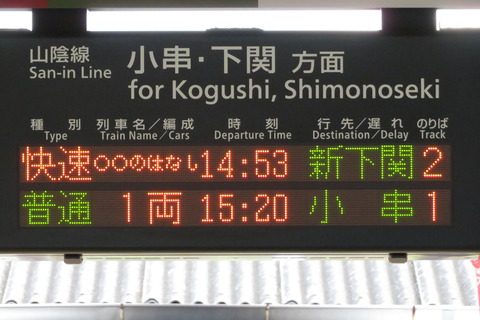 山陰線 小串・下関 方面
San-in Line for Kogushi, Shimonoseki
種別 列車名/編成 時刻 行先/遅れ のりば
Type Train Name/Cars Departure Time Destination/Delay Track
快速 ○○のはなし 14:53 新下関 2
普通 1両 15:20 小串 1